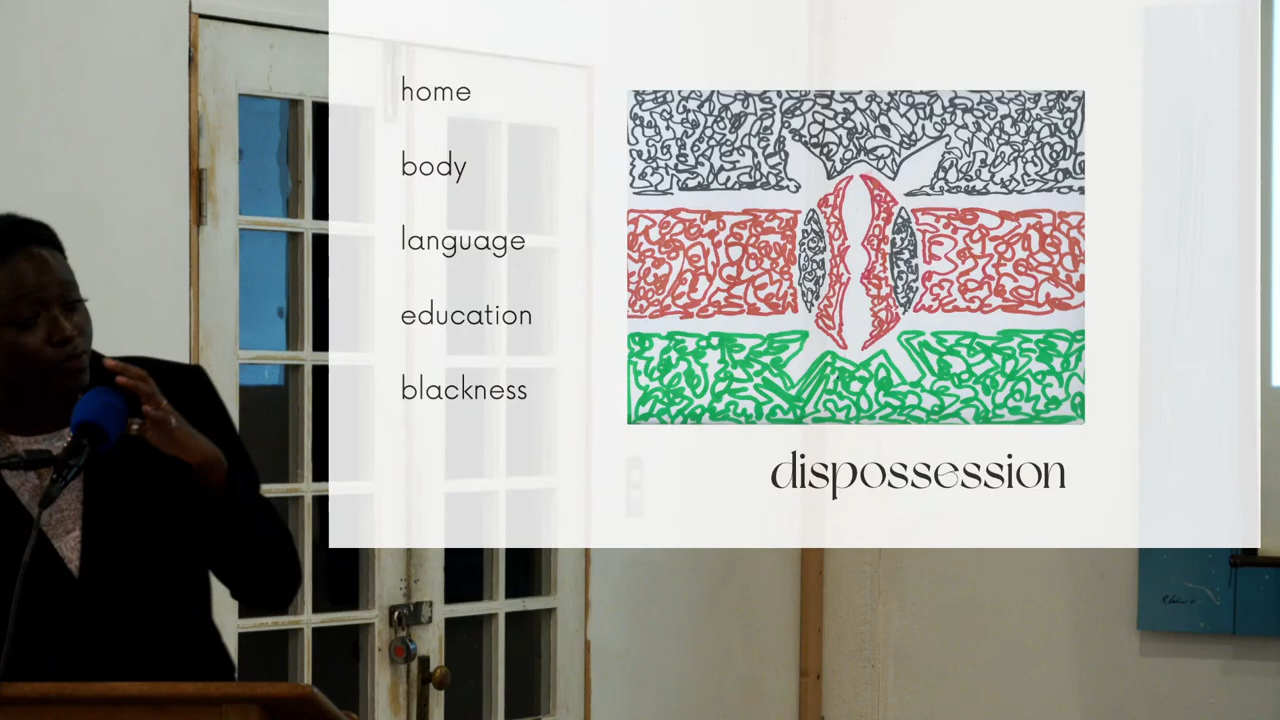 home
body
language
education
blackness
dispossession